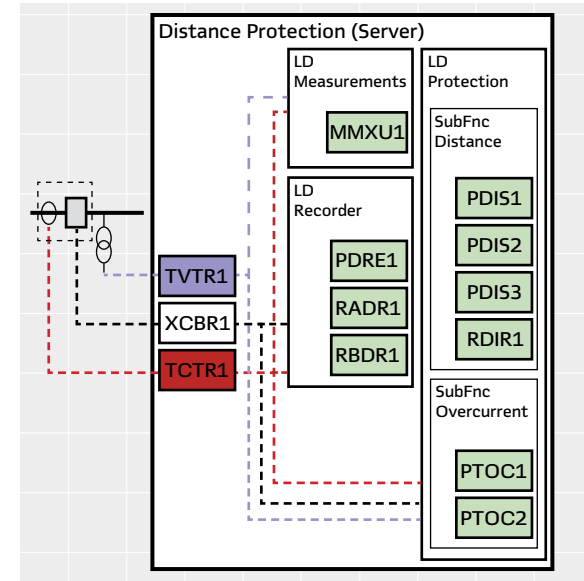 Distance Protection (Server)
LD
Measurements
MMXU1
LD
Recorder
PDRE1
RADR1
RBDR1
LD
Protection
SubFnc
Distance
PDIS1
PDIS2
PDIS3
RDIR1
SubFnc
Overcurrent
PTOC1
PTOC2
TVTR1
XCBR1
TCTR1